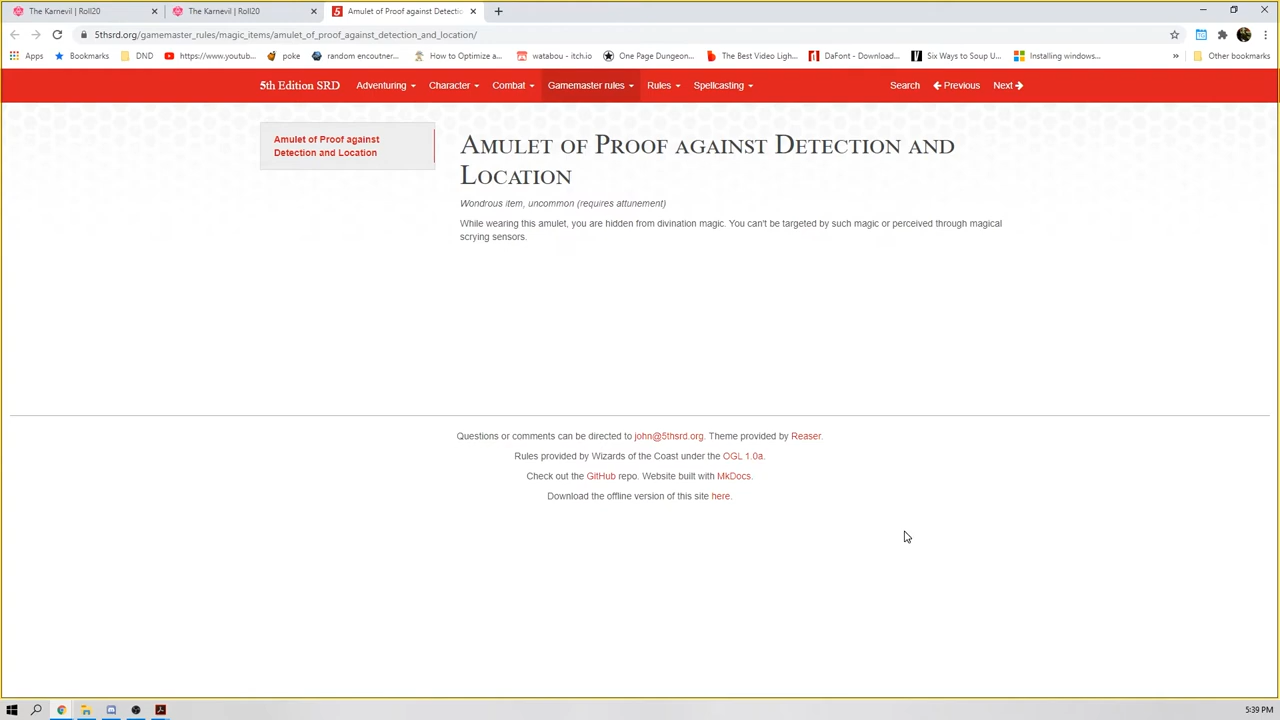 The Karnevil | Roll20
The Karnevil | Roll20
Amulet of Proof against Detectio
5thsrd.org/gamemaster_rules/magic_items/amulet_of_proof_against_detection_and_location/
Apps
Bookmarks
DND
https://www.youtub...
poke
random encoutner...
How to Optimize a...
watabou - itch.io
One Page Dungeon...
The Best Video Ligh...
DaFont - Download...
Six Ways to Soup U...
Installing windows...
»
Other bookmarks
5th Edition SRD
Adventuring
Character
Combat
Gamemaster rules
Rules
Spellcasting
Search
Previous
Next
Amulet of Proof against
Detection and Location
Amulet of Proof against Detection and
Location
Wondrous item, uncommon (requires attunement)
While wearing this amulet, you are hidden from divination magic. You can't be targeted by such magic or perceived through magical
scrying sensors.
Questions or comments can be directed to john@5thsrd.org. Theme provided by Reaser.
Rules provided by Wizards of the Coast under the OGL 1.0a.
Check out the GitHub repo. Website built with MkDocs.
Download the offline version of this site here.
5:39 PM